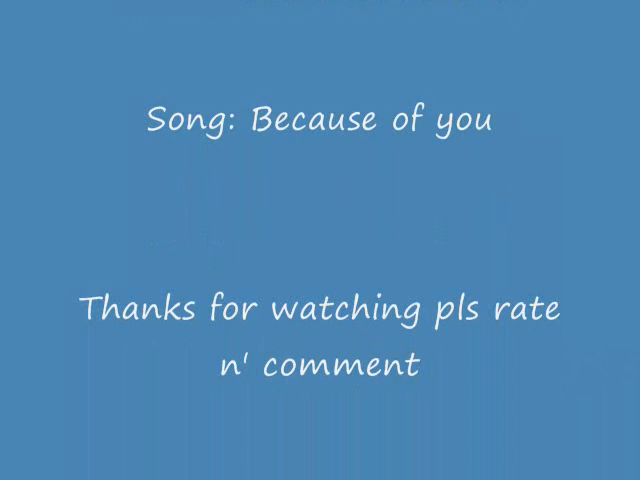 Song: Because of you
Thanks for watching pls rate
n' comment